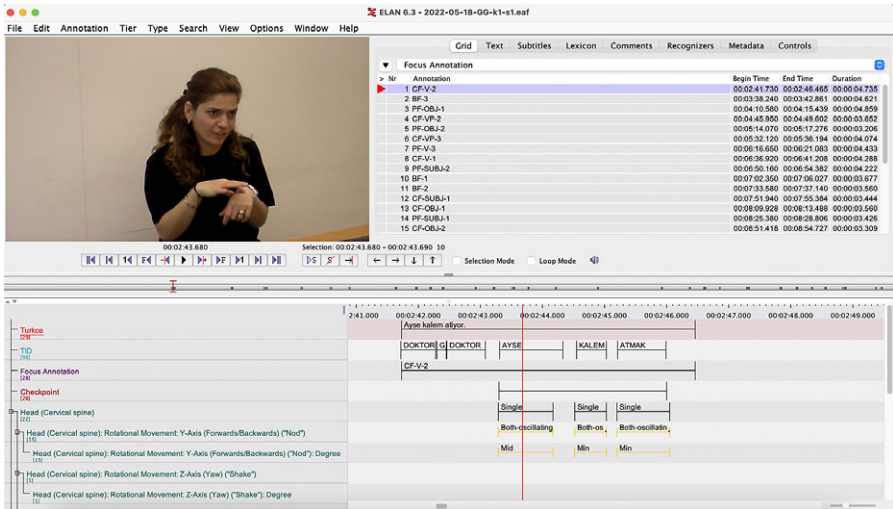 ELAN 6.3 - 2022-05-18-GG-k1-s1.eaf
File Edit Annotation Tier Type Search View Options Window Help
Grid Text Subtitles Lexicon Comments Recognizers Metadata Controls
Focus Annotation
> Nr Annotation Begin Time End Time Duration
1 CF-V-2 00:02:41.730 00:02:46.465 00:00:04.735
2 BF-3 00:03:38.240 00:03:42.861 00:00:04.621
3 PF-OBJ-1 00:04:10.580 00:04:15.439 00:00:04.859
4 CF-VP-2 00:04:45.950 00:04:49.602 00:00:03.652
5 PF-OBJ-2 00:05:14.070 00:05:17.276 00:00:03.206
6 CF-VP-3 00:05:32.120 00:05:36.194 00:00:04.074
7 PF-V-3 00:06:16.650 00:06:21.083 00:00:04.433
8 CF-V-1 00:06:36.920 00:06:41.208 00:00:04.288
9 PF-SUBJ-2 00:06:50.160 00:06:54.382 00:00:04.222
10 BF-1 00:07:02.350 00:07:06.027 00:00:03.677
11 BF-2 00:07:33.580 00:07:37.140 00:00:03.560
12 CF-SUBJ-1 00:07:51.940 00:07:55.384 00:00:03.444
13 CF-OBJ-1 00:08:09.928 00:08:13.488 00:00:03.560
14 PF-SUBJ-1 00:08:25.380 00:08:28.806 00:00:03.426
15 CF-OBJ-2 00:08:51.418 00:08:54.727 00:00:03.309
00:02:43.680 Selection: 00:02:43.680 - 00:02:43.690 10
Selection Mode Loop Mode
2:41.000 00:02:42.000 00:02:43.000 00:02:44.000 00:02:45.000 00:02:46.000 00:02:47.000 00:02:48.000 00:02:49.000
Turkce Ayse kalem atiyor.
[29]
TID DOKTOR G DOKTOR AYSE KALEM ATMAK
Focus Annotation CF-V-2
[28]
Checkpoint
[28]
Head (Cervical spine) Single Single Single
[22]
Head (Cervical spine): Rotational Movement: Y-Axis (Forwards/Backwards) ("Nod") Both-oscillating Both-os. Both-oscillatin.
[15]
Head (Cervical spine): Rotational Movement: Y-Axis (Forwards/Backwards) ("Nod"): Degree Mid Min Min
[15]
Head (Cervical spine): Rotational Movement: Z-Axis (Yaw) ("Shake")
[1]
Head (Cervical spine): Rotational Movement: Z-Axis (Yaw) ("Shake"): Degree
[1]